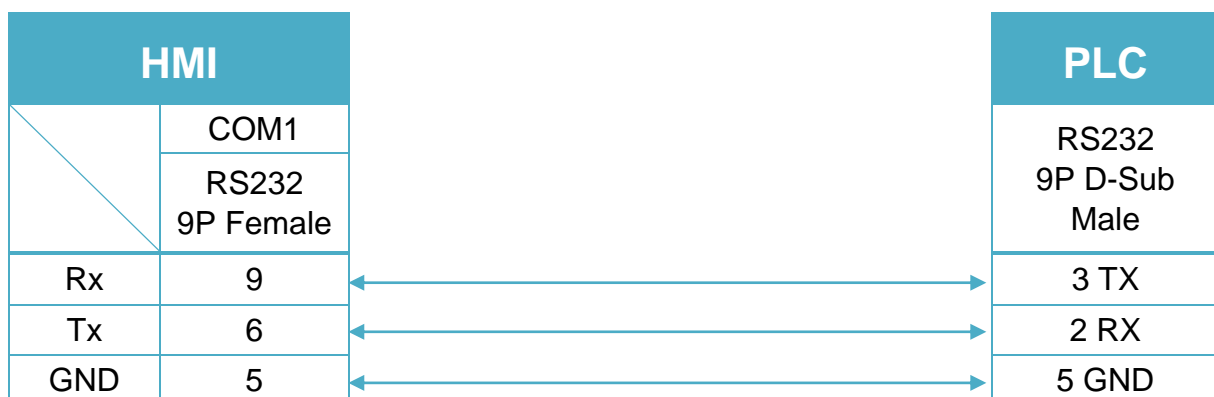 HMI
PLC
COM1
RS232
9P Female
RS232
9P D-Sub
Male
Rx 9 3 TX
Tx 6 2 RX
GND 5 5 GND